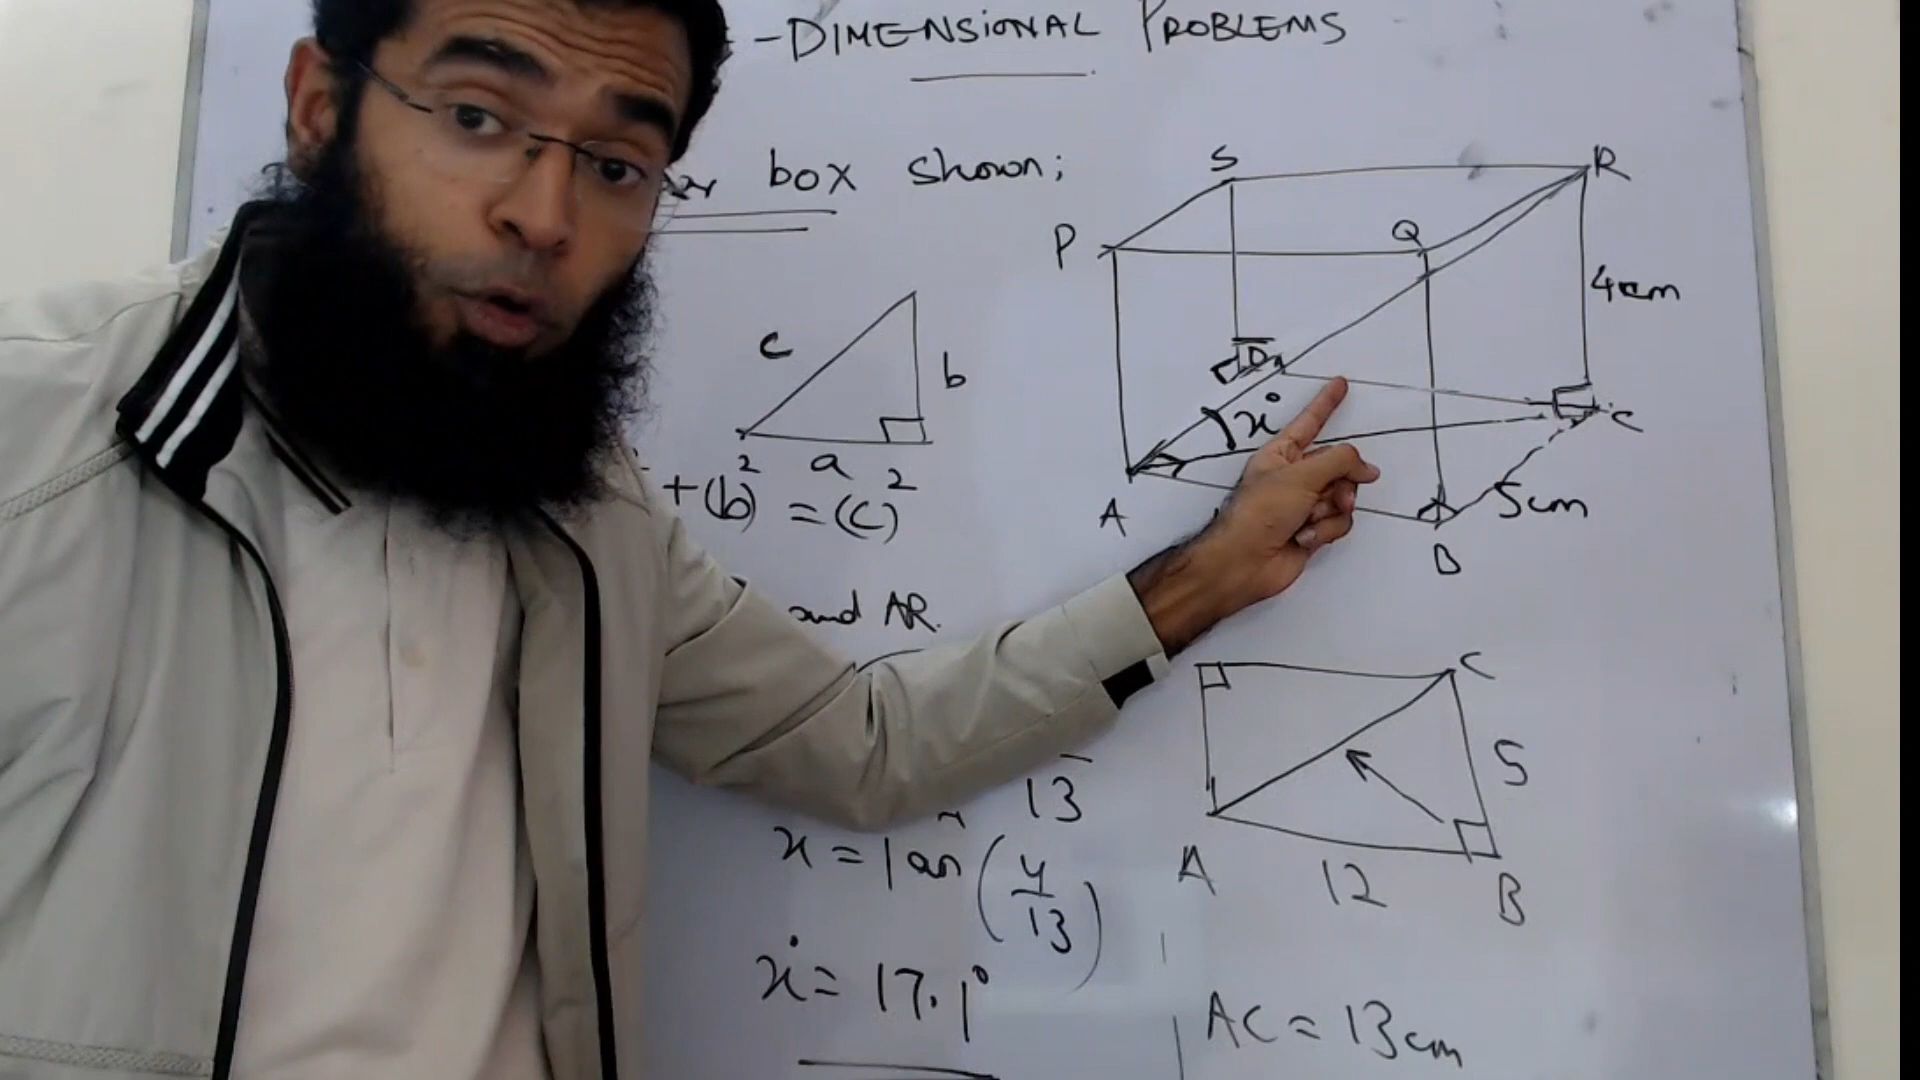 -DIMENSIONAL PROBLEMS
box shown;
S
R
P
Q
4cm
c
b
a
D
x°
C
A
B
5cm
+(b)² = (c)²
and AR.
C
5
A
12
B
13
x = tan (4/13)
x° = 17.1°
AC = 13cm